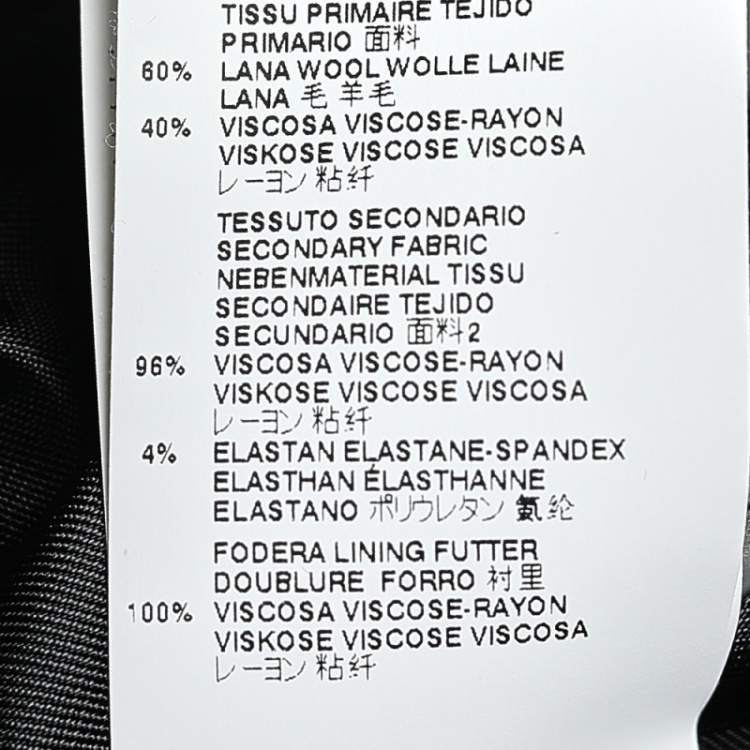 TISSU PRIMAIRE TEJIDO
PRIMARIO 面料
60% LANA WOOL WOLLE LAINE
LANA 毛 羊毛
40% VISCOSA VISCOSE-RAYON
VISKOSE VISCOSE VISCOSA
レーヨン 粘纤
TESSUTO SECONDARIO
SECONDARY FABRIC
NEBENMATERIAL TISSU
SECONDAIRE TEJIDO
SECUNDARIO 面料2
96% VISCOSA VISCOSE-RAYON
VISKOSE VISCOSE VISCOSA
レーヨン 粘纤
4% ELASTAN ELASTANE-SPANDEX
ELASTHAN ÉLASTHANNE
ELASTANO ポリウレタン 氨纶
FODERA LINING FUTTER
DOUBLURE FORRO 衬里
100% VISCOSA VISCOSE-RAYON
VISKOSE VISCOSE VISCOSA
レーヨン 粘纤